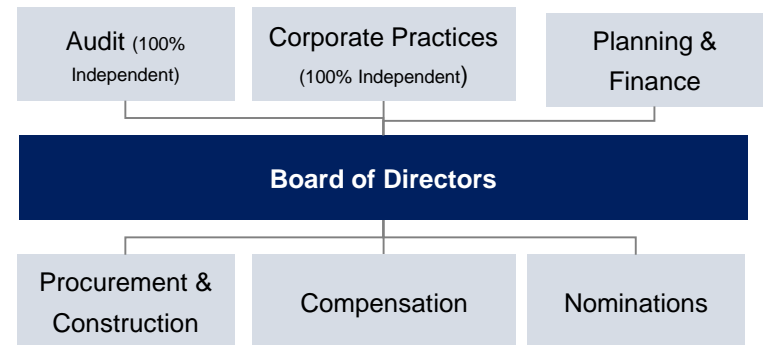 Audit (100%
Independent)
Corporate Practices
(100% Independent)
Planning &
Finance
Board of Directors
Procurement &
Construction
Compensation
Nominations